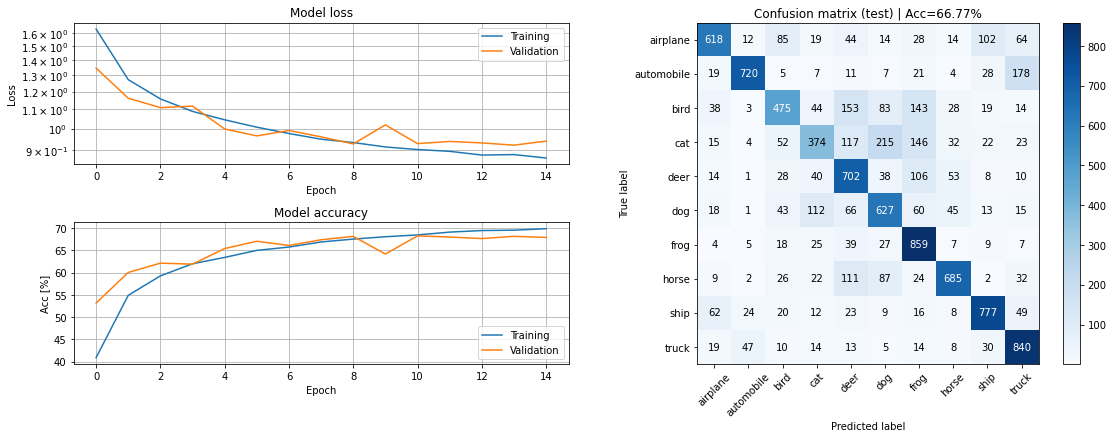 Model loss
1.6 × 10⁰
1.5 × 10⁰
1.4 × 10⁰
1.3 × 10⁰
1.2 × 10⁰
1.1 × 10⁰
10⁰
9 × 10⁻¹
Loss
Training
Validation
0 2 4 6 8 10 12 14
Epoch
Model accuracy
70
65
60
55
50
45
40
Acc [%]
Training
Validation
0 2 4 6 8 10 12 14
Epoch
Confusion matrix (test) | Acc=66.77%
True label
airplane 618 12 85 19 44 14 28 14 102 64
automobile 19 720 5 7 11 7 21 4 28 178
bird 38 3 475 44 153 83 143 28 19 14
cat 15 4 52 374 117 215 146 32 22 23
deer 14 1 28 40 702 38 106 53 8 10
dog 18 1 43 112 66 627 60 45 13 15
frog 4 5 18 25 39 27 859 7 9 7
horse 9 2 26 22 111 87 24 685 2 32
ship 62 24 20 12 23 9 16 8 777 49
truck 19 47 10 14 13 5 14 8 30 840
airplane automobile bird cat deer dog frog horse ship truck
Predicted label
800
700
600
500
400
300
200
100